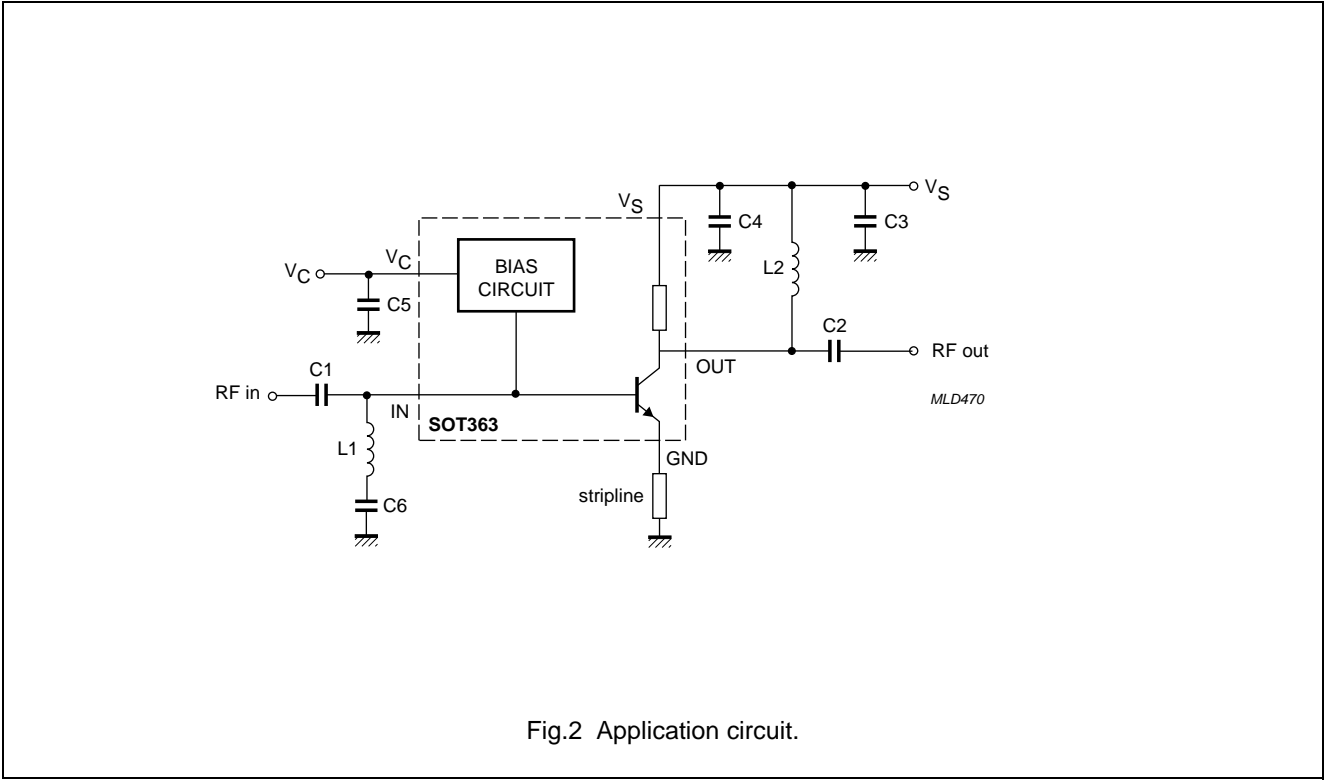 VS
VS
C4
C3
VC
VC
BIAS
CIRCUIT
L2
C5
C2
C1
OUT
RF out
RF in
IN
MLD470
SOT363
L1
GND
stripline
C6
Fig.2 Application circuit.